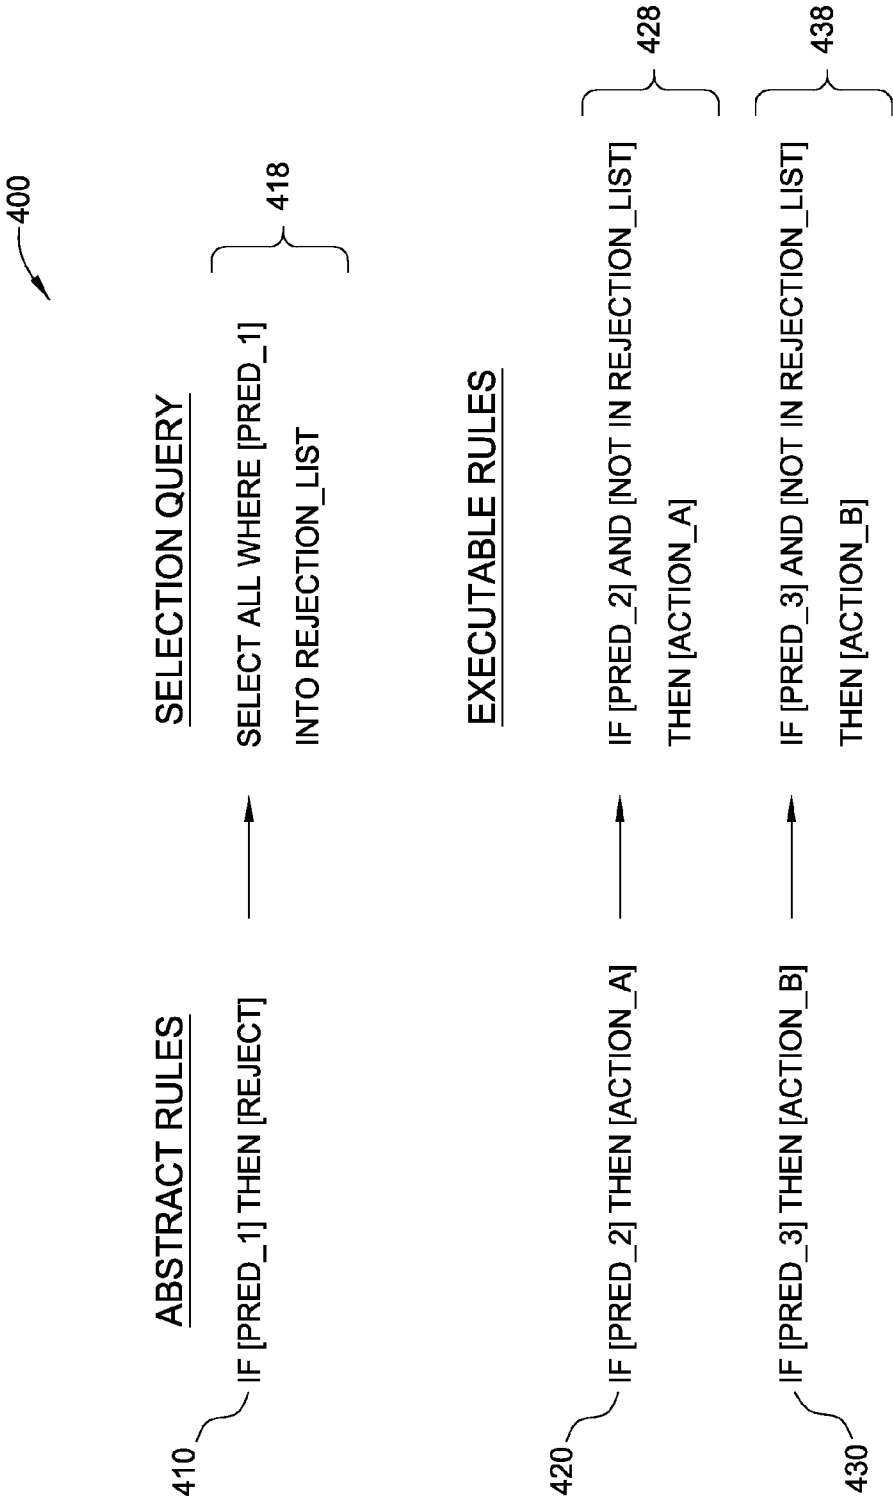 400
ABSTRACT RULES
SELECTION QUERY
410
IF [PRED_1] THEN [REJECT]
SELECT ALL WHERE [PRED_1]
INTO REJECTION_LIST
418
EXECUTABLE RULES
420
IF [PRED_2] THEN [ACTION_A]
IF [PRED_2] AND [NOT IN REJECTION_LIST]
THEN [ACTION_A]
428
430
IF [PRED_3] THEN [ACTION_B]
IF [PRED_3] AND [NOT IN REJECTION_LIST]
THEN [ACTION_B]
438